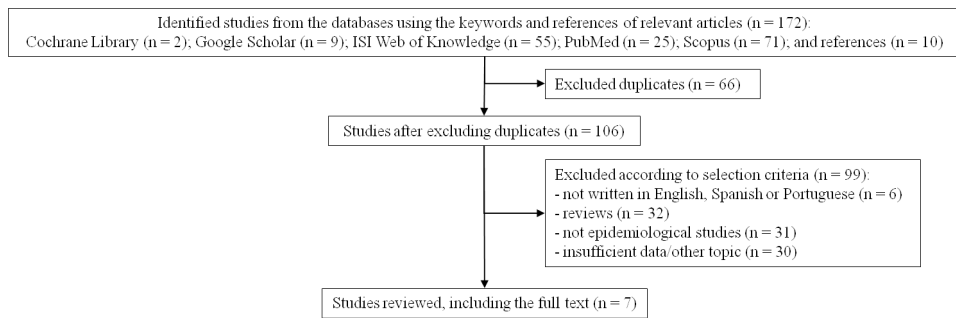 Identified studies from the databases using the keywords and references of relevant articles (n = 172):
Cochrane Library (n = 2); Google Scholar (n = 9); ISI Web of Knowledge (n = 55); PubMed (n = 25); Scopus (n = 71); and references (n = 10)
Excluded duplicates (n = 66)
Studies after excluding duplicates (n = 106)
Excluded according to selection criteria (n = 99):
- not written in English, Spanish or Portuguese (n = 6)
- reviews (n = 32)
- not epidemiological studies (n = 31)
- insufficient data/other topic (n = 30)
Studies reviewed, including the full text (n = 7)